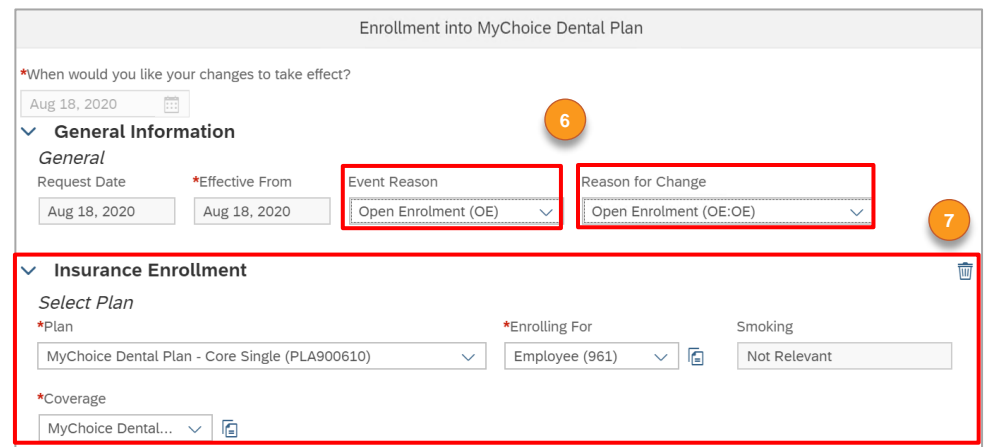 Enrollment into MyChoice Dental Plan
*When would you like your changes to take effect?
Aug 18, 2020
6
General Information
General
Request Date *Effective From Event Reason Reason for Change
Aug 18, 2020 Aug 18, 2020 Open Enrolment (OE) Open Enrolment (OE:OE)
7
Insurance Enrollment
Select Plan
*Plan *Enrolling For Smoking
MyChoice Dental Plan - Core Single (PLA900610) Employee (961) Not Relevant
*Coverage
MyChoice Dental...